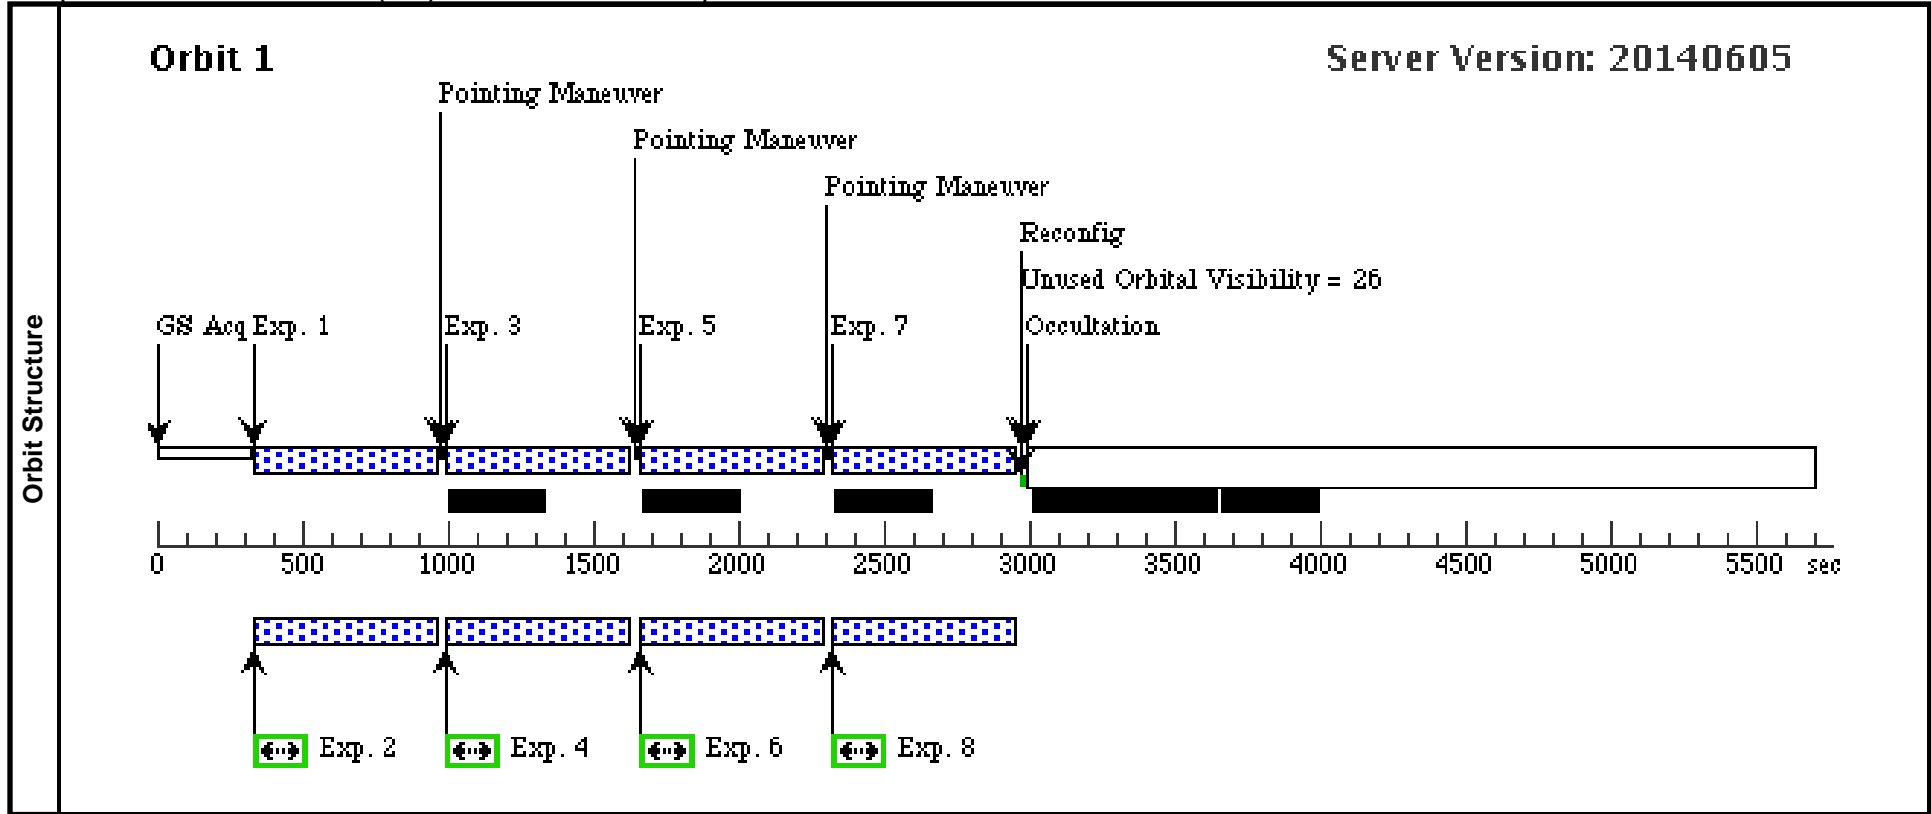 Orbit Structure
Orbit 1
Server Version: 20140605
Pointing Maneuver
Pointing Maneuver
Pointing Maneuver
Reconfig
Unused Orbital Visibility = 26
GS Acq Exp. 1 Exp. 3 Exp. 5 Exp. 7 Occultation
0 500 1000 1500 2000 2500 3000 3500 4000 4500 5000 5500 sec
Exp. 2 Exp. 4 Exp. 6 Exp. 8